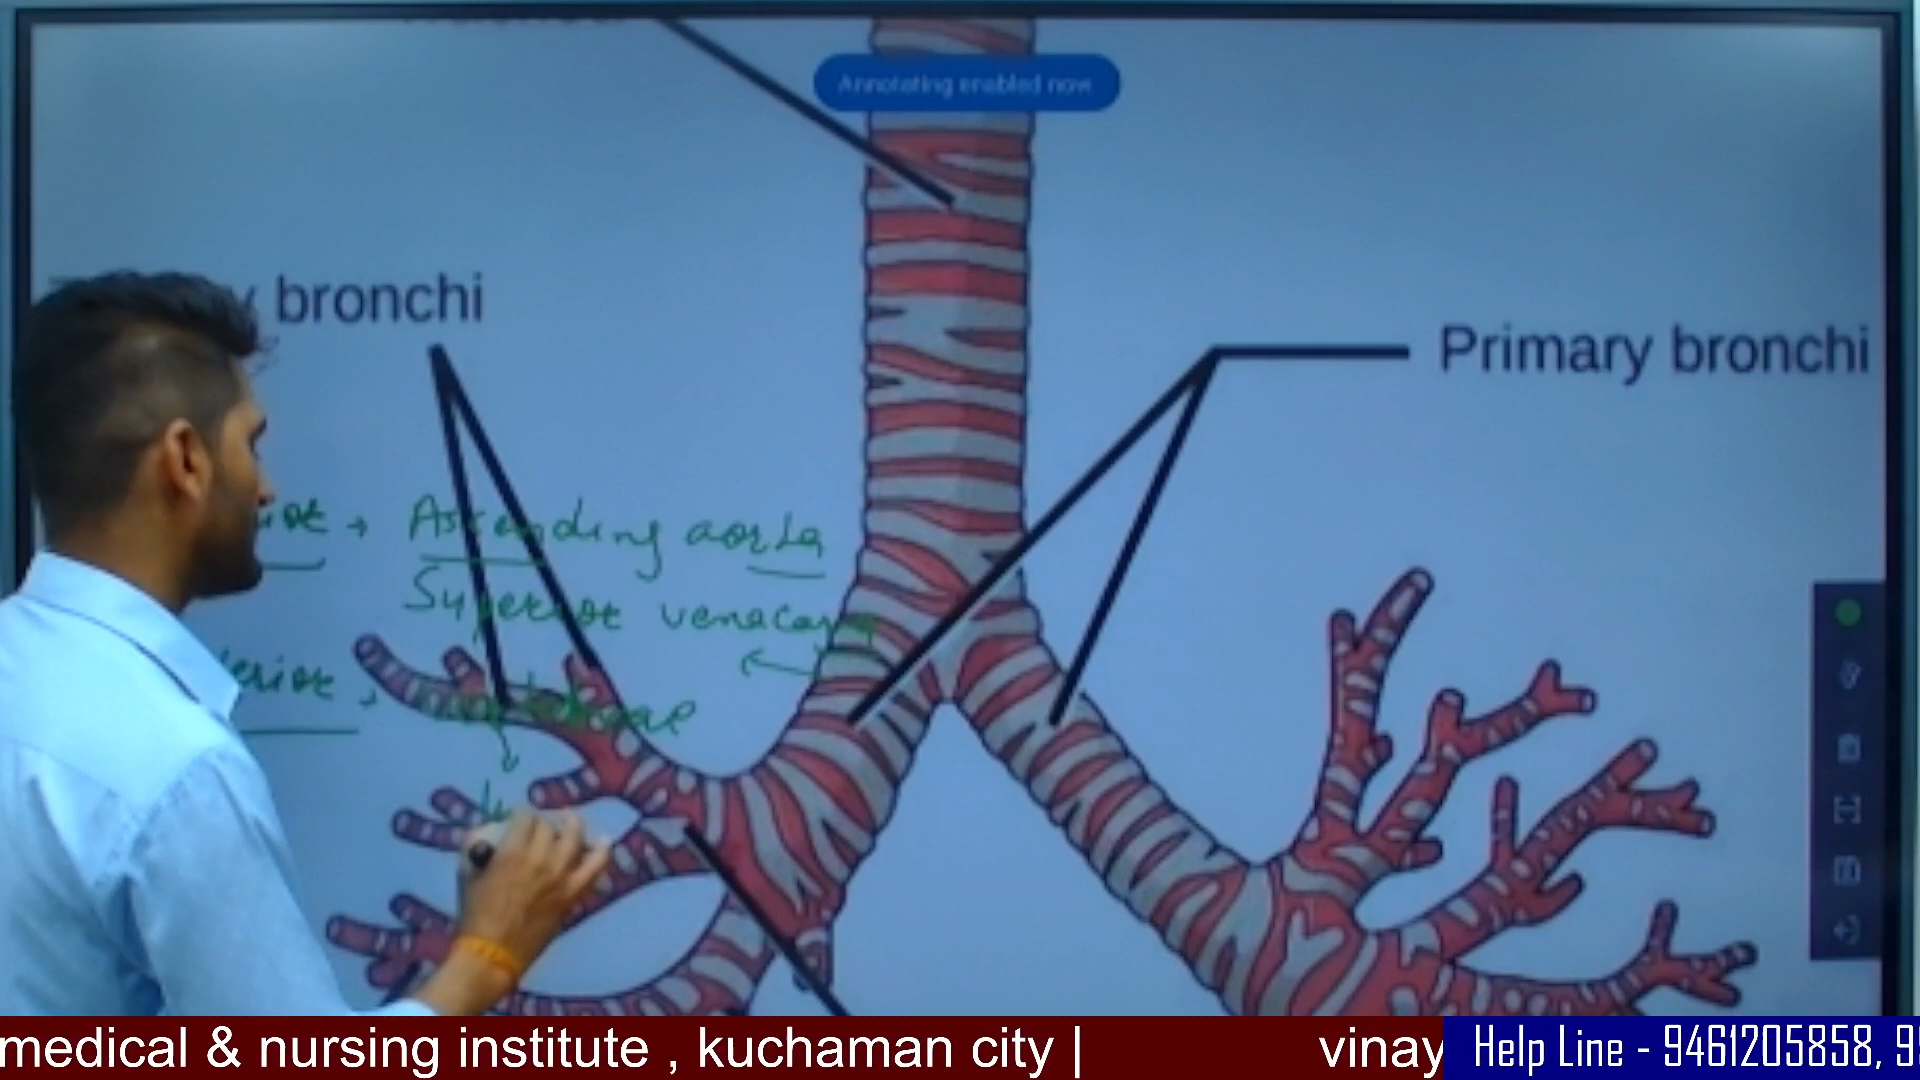 Annotating enabled now
bronchi
Primary bronchi
Ascending aorta
Superior venacava
medical & nursing institute , kuchaman city |
vinay
Help Line - 9461205858, 9